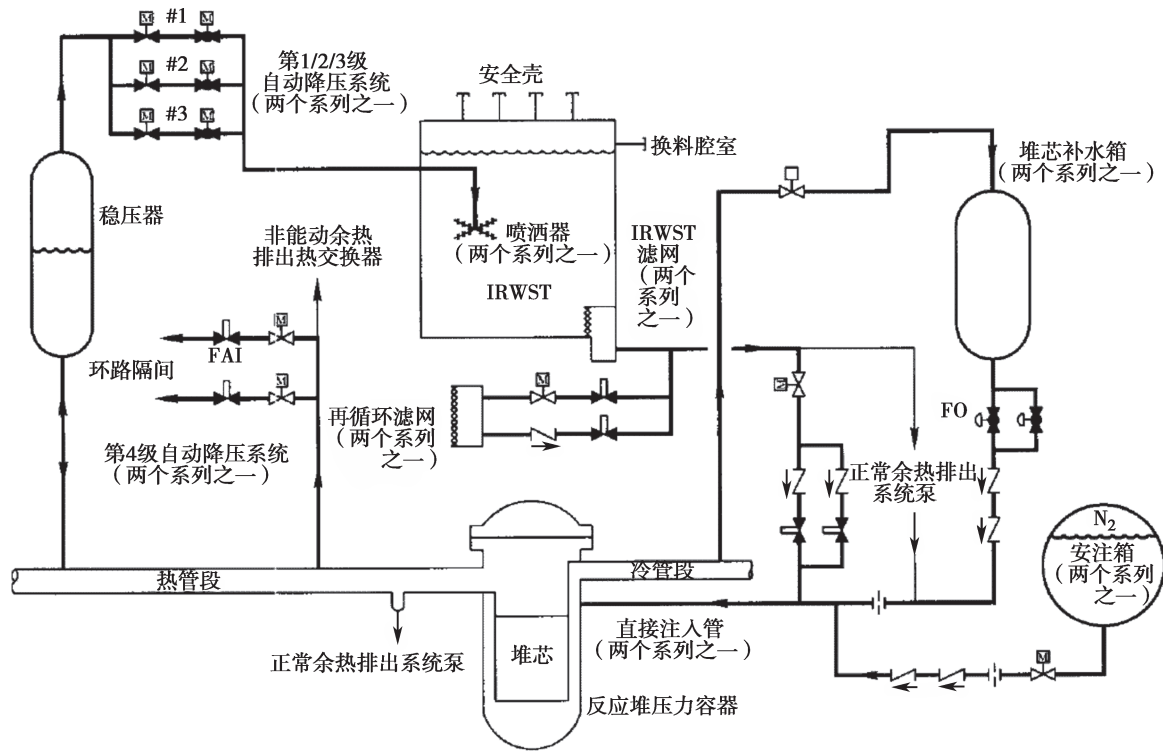 M
#1
M
#2
M
#3
第1/2/3级
自动降压系统
（两个系列之一）
安全壳
换料腔室
堆芯补水箱
（两个系列之一）
稳压器
非能动余热
排出热交换器
喷洒器
（两个系列之一）
IRWST
IRWST
滤网
（两个
系列
之一）
M
FAI
环路隔间
M
第4级自动降压系统
（两个系列之一）
再循环滤网
（两个系列
之一）
M
M
FO
正常余热排出
系统泵
N₂
安注箱
（两个系列
之一）
热管段
冷管段
正常余热排出系统泵
堆芯
直接注入管
（两个系列之一）
M
反应堆压力容器